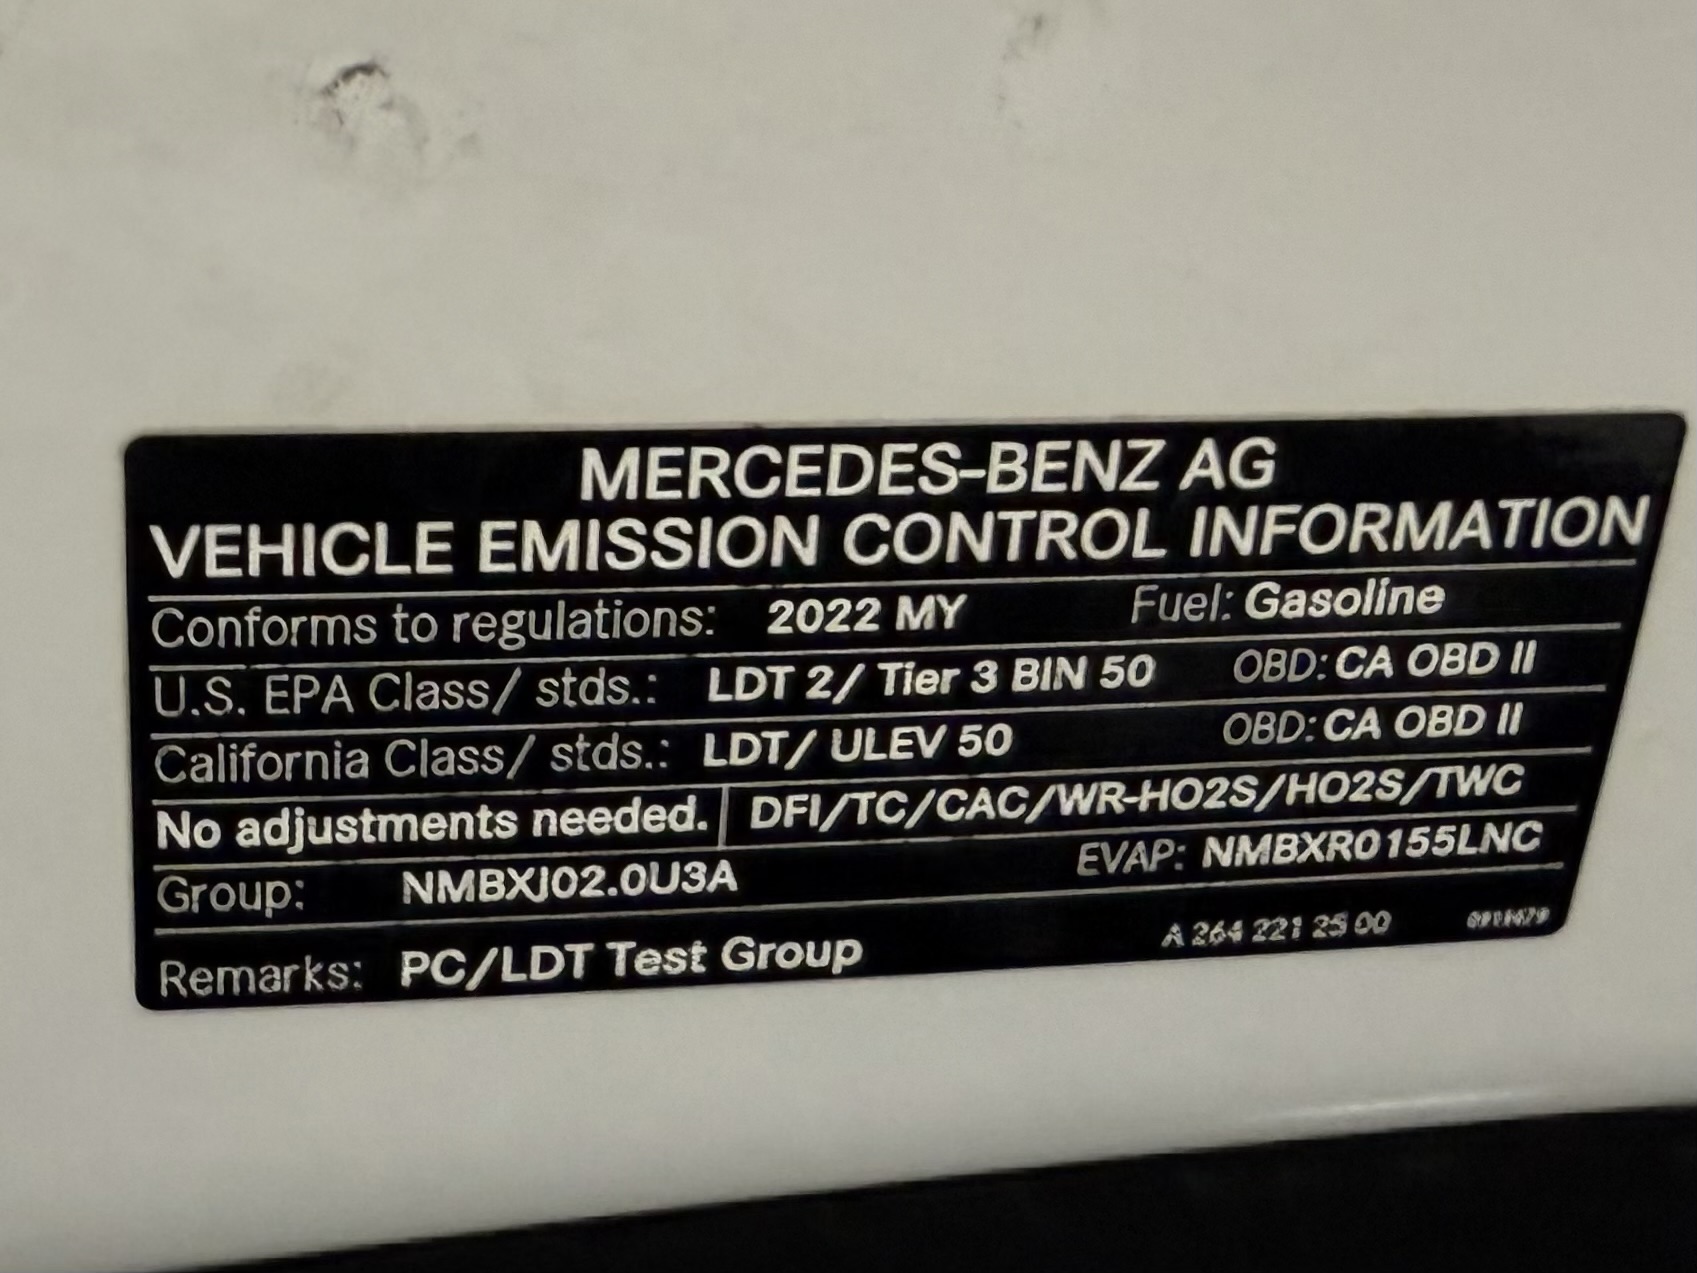 MERCEDES-BENZ AG
VEHICLE EMISSION CONTROL INFORMATION
Conforms to regulations: 2022 MY Fuel: Gasoline
U.S. EPA Class/ stds.: LDT 2/ Tier 3 BIN 50 OBD: CA OBD II
California Class/ stds.: LDT/ ULEV 50 OBD: CA OBD II
No adjustments needed. DFI/TC/CAC/WR-HO2S/HO2S/TWC
Group: NMBXJ02.0U3A EVAP: NMBXR0155LNC
Remarks: PC/LDT Test Group A 264 221 25 00